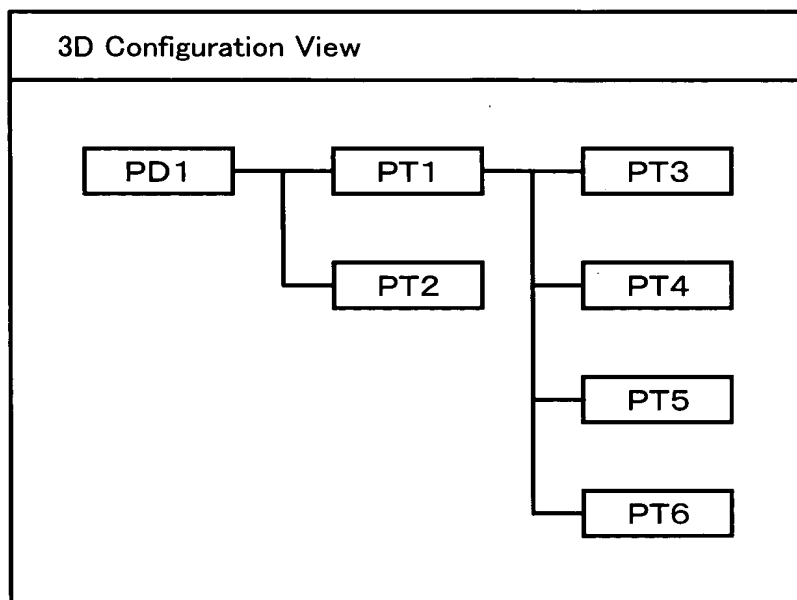 3D Configuration View
PD1
PT1
PT3
PT2
PT4
PT5
PT6